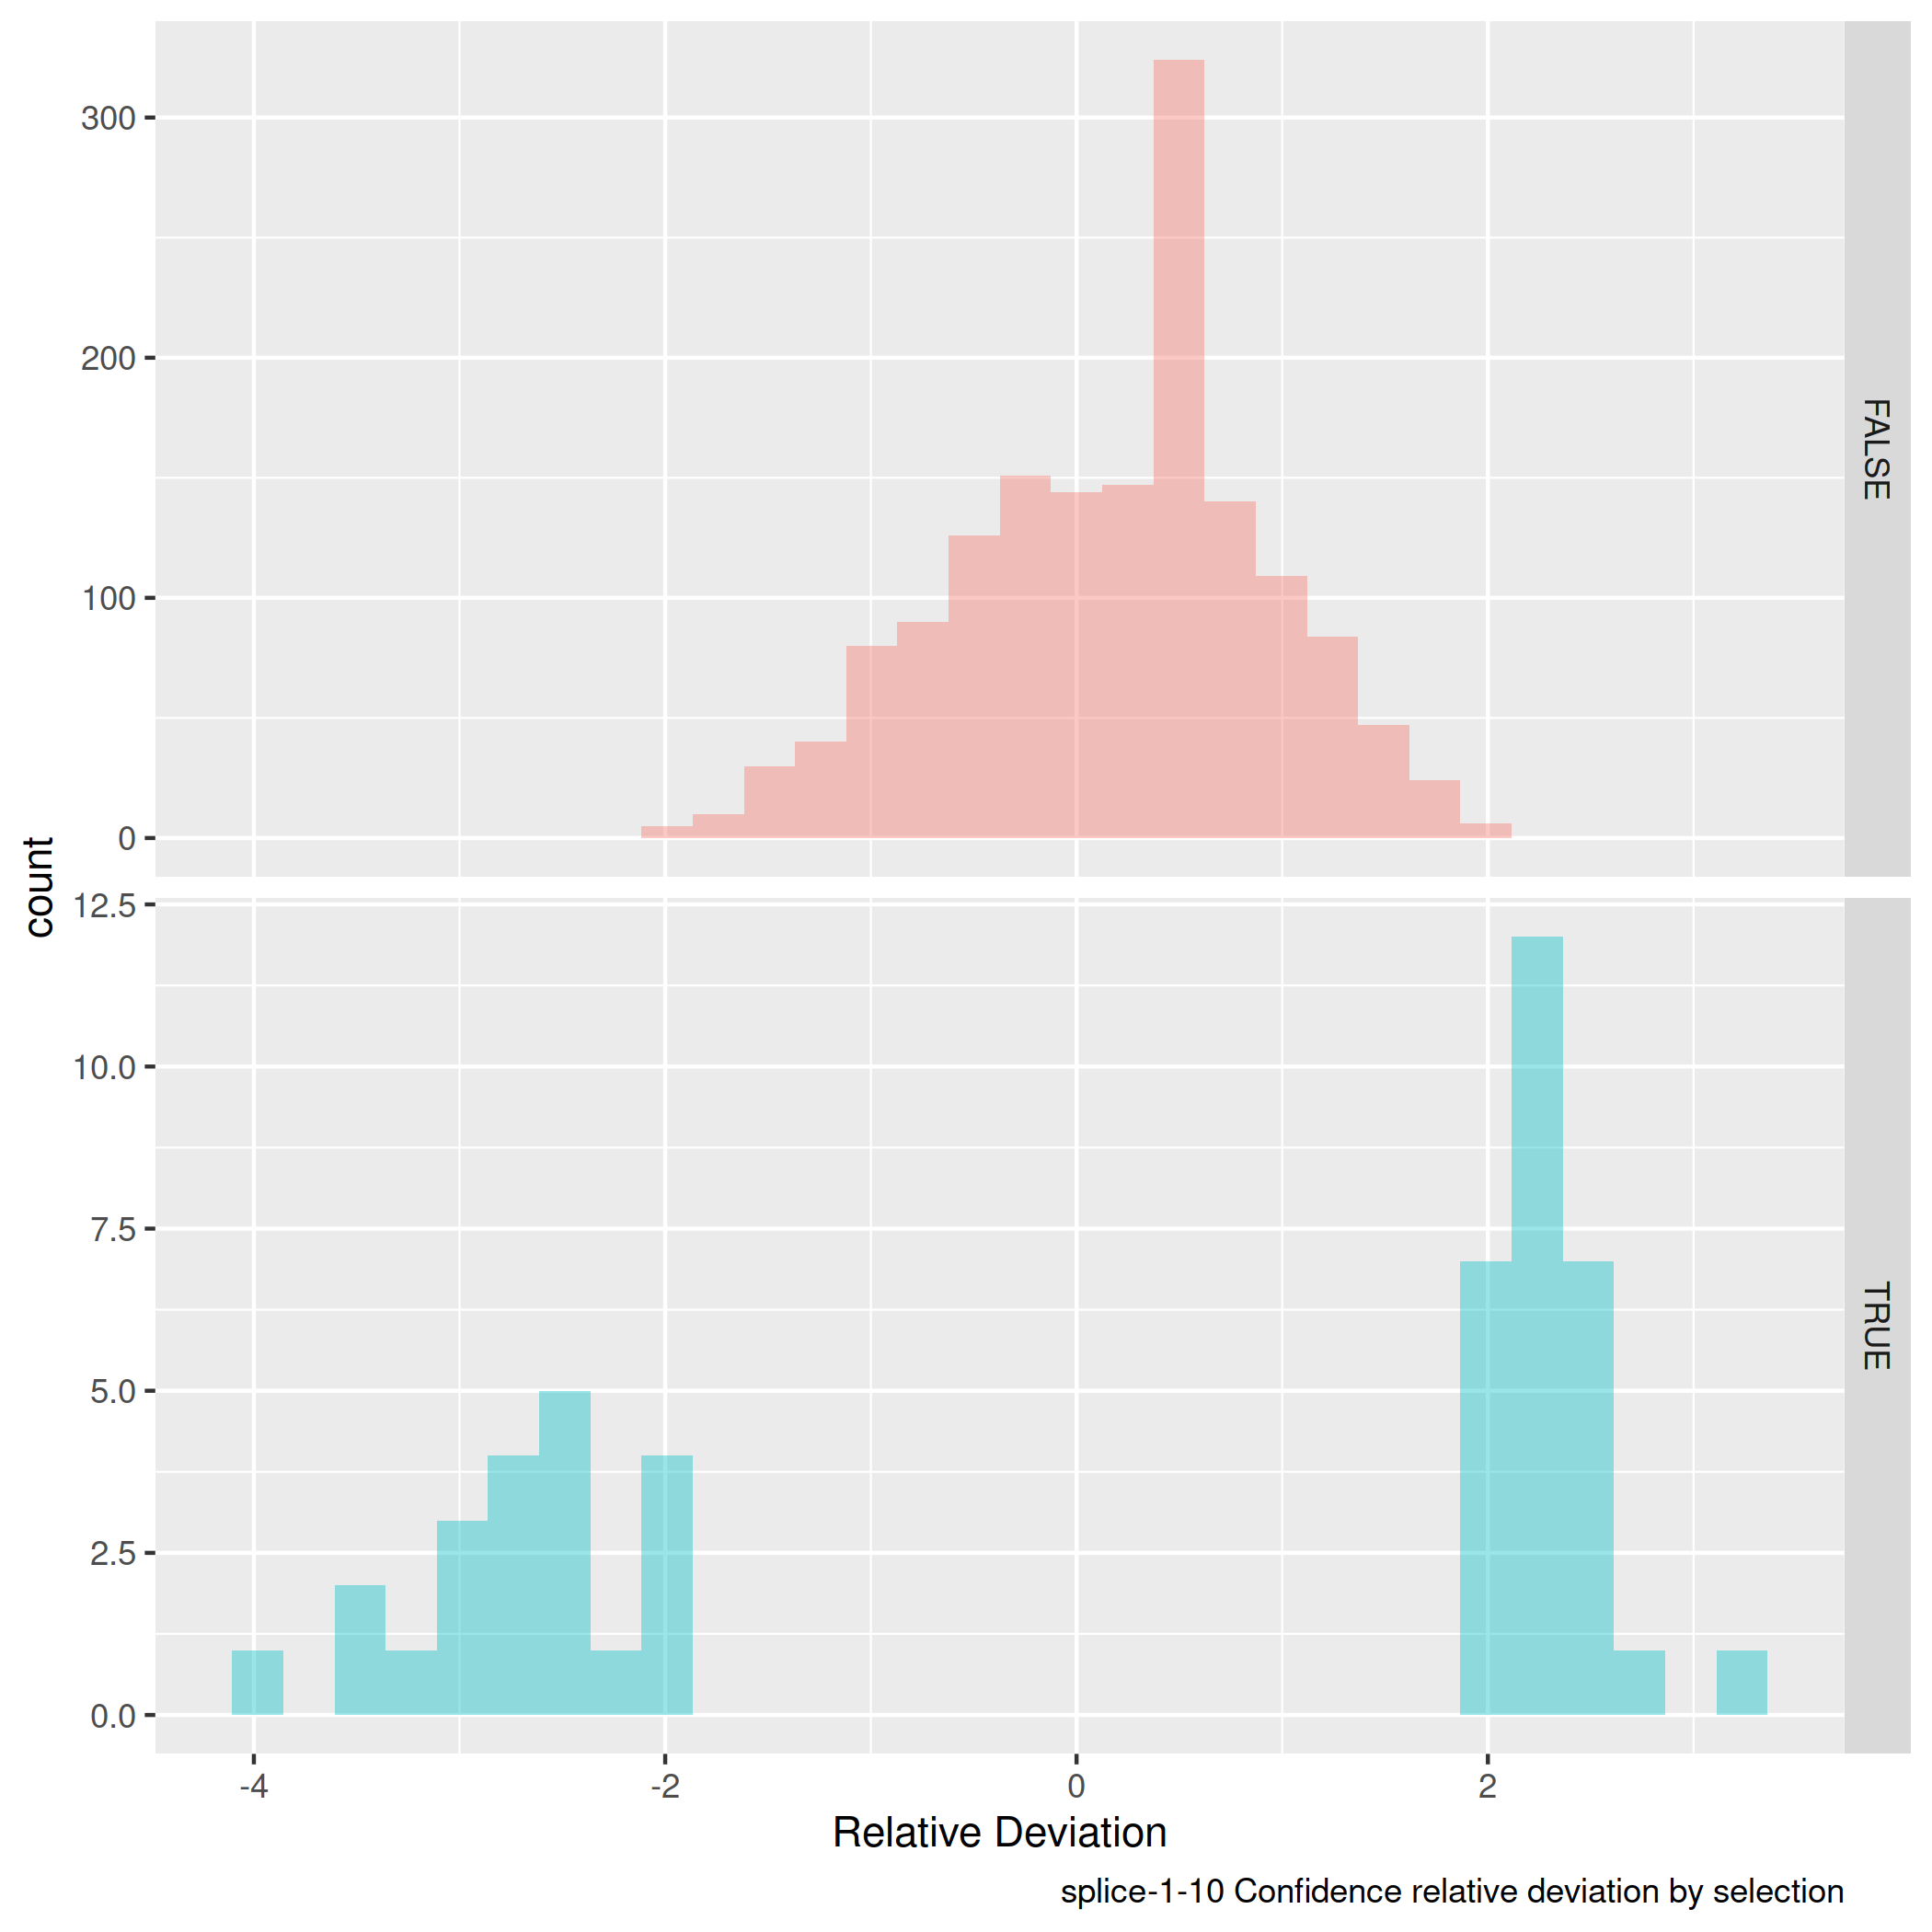 300
200
100
0
FALSE
count
12.5
10.0
7.5
5.0
2.5
0.0
TRUE
-4 -2 0 2
Relative Deviation
splice-1-10 Confidence relative deviation by selection